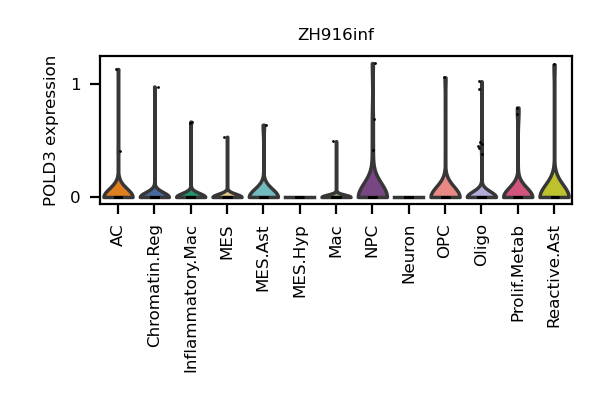 ZH916inf
POLD3 expression
1
0
AC
Chromatin.Reg
Inflammatory.Mac
MES
MES.Ast
MES.Hyp
Mac
NPC
Neuron
OPC
Oligo
Prolif.Metab
Reactive.Ast